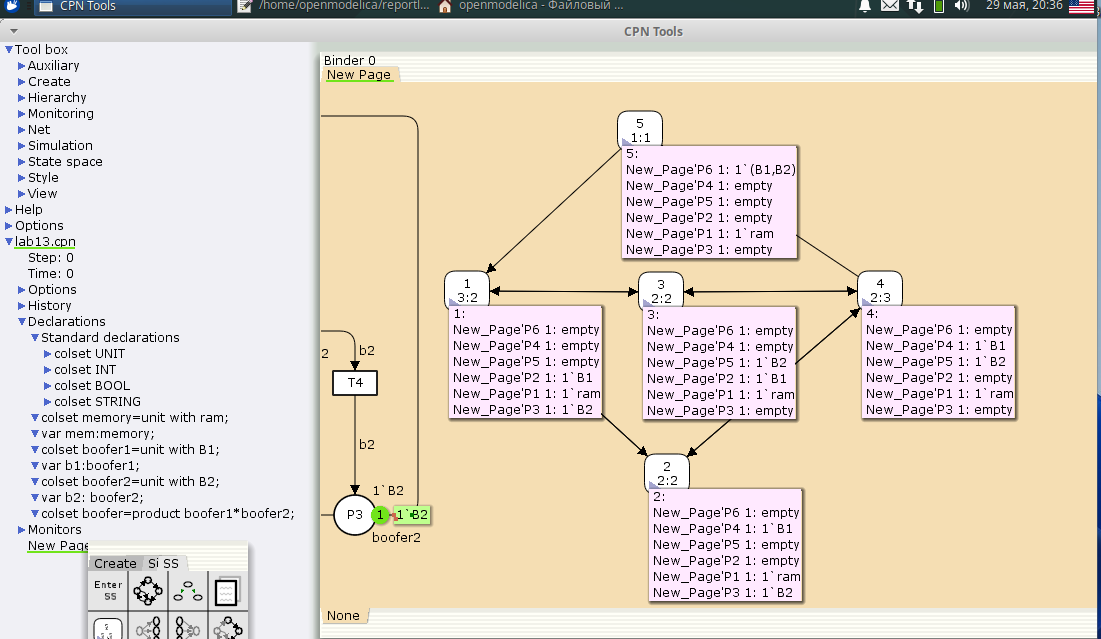 CPN Tools
/home/openmodelica/reportl...
openmodelica - Файловый ...
29 мая, 20:36
CPN Tools
Tool box
Auxiliary
Create
Hierarchy
Monitoring
Net
Simulation
State space
Style
View
Help
Options
lab13.cpn
Step: 0
Time: 0
Options
History
Declarations
Standard declarations
colset UNIT
colset INT
colset BOOL
colset STRING
colset memory=unit with ram;
var mem:memory;
colset boofer1=unit with B1;
var b1:boofer1;
colset boofer2=unit with B2;
var b2: boofer2;
colset boofer=product boofer1*boofer2;
Monitors
New Page
Create
Si
SS
Enter
SS
Binder 0
New Page
2
b2
T4
b2
1`B2
P3
1
1`B2
boofer2
5
1:1
5:
New_Page'P6 1: 1`(B1,B2)
New_Page'P4 1: empty
New_Page'P5 1: empty
New_Page'P2 1: empty
New_Page'P1 1: 1`ram
New_Page'P3 1: empty
1
3:2
1:
New_Page'P6 1: empty
New_Page'P4 1: empty
New_Page'P5 1: empty
New_Page'P2 1: 1`B1
New_Page'P1 1: 1`ram
New_Page'P3 1: 1`B2
3
2:2
3:
New_Page'P6 1: empty
New_Page'P4 1: empty
New_Page'P5 1: 1`B2
New_Page'P2 1: 1`B1
New_Page'P1 1: 1`ram
New_Page'P3 1: empty
4
2:3
4:
New_Page'P6 1: empty
New_Page'P4 1: 1`B1
New_Page'P5 1: 1`B2
New_Page'P2 1: empty
New_Page'P1 1: 1`ram
New_Page'P3 1: empty
2
2:2
2:
New_Page'P6 1: empty
New_Page'P4 1: 1`B1
New_Page'P5 1: empty
New_Page'P2 1: empty
New_Page'P1 1: 1`ram
New_Page'P3 1: 1`B2
None